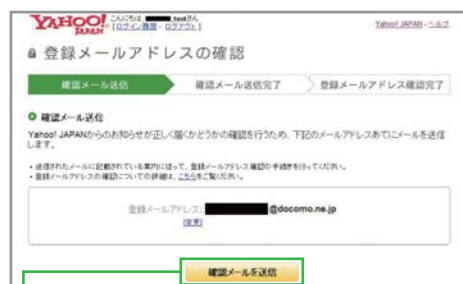 YAHOO! JAPAN
こんにちは、 testさん
[ログイン履歴 - ログアウト]
Yahoo! JAPAN - ヘルプ
登録メールアドレスの確認
確認メール送信
確認メール送信完了
登録メールアドレス確認完了
確認メール送信
Yahoo! JAPANからのお知らせが正しく届くかどうかの確認を行うため、下記のメールアドレスあてにメールを送信
します。
・送信されたメールに記載されている案内に従って、登録メールアドレス確認の手続きを行ってください。
・登録メールアドレスの確認についての詳細は、こちらをご覧ください。
登録メールアドレス: @docomo.ne.jp
[変更]
確認メールを送信